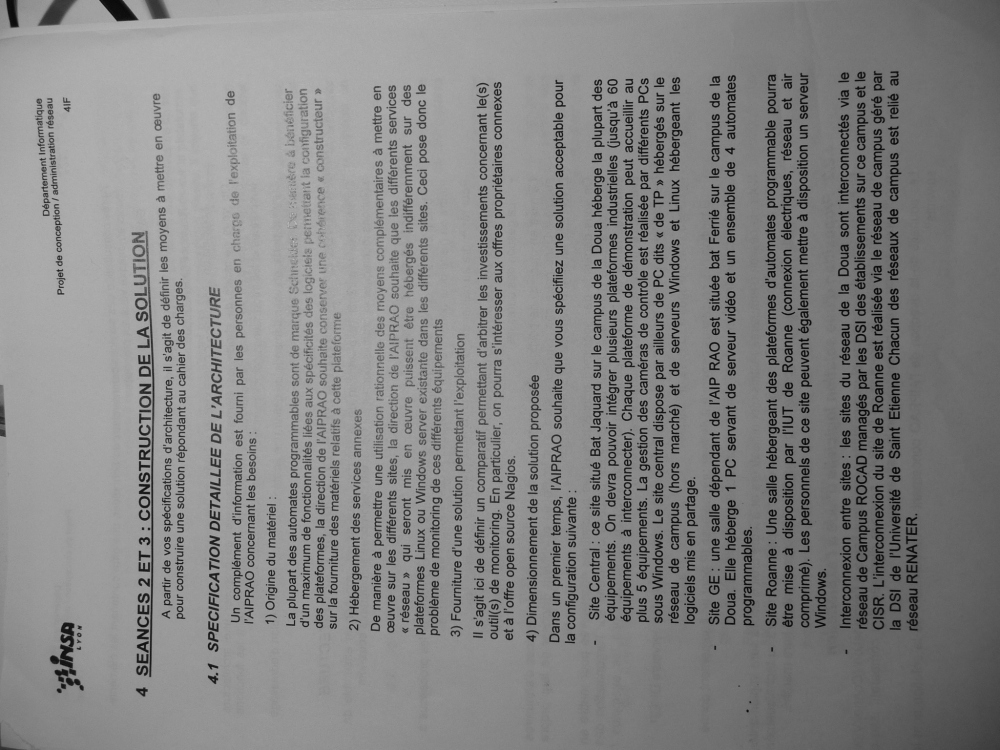 INSA
LYON
Département Informatique
Projet de conception / administration réseau
4IF
4 SEANCES 2 ET 3 : CONSTRUCTION DE LA SOLUTION
A partir de vos spécifications d'architecture, il s'agit de définir les moyens à mettre en œuvre
pour construire une solution répondant au cahier des charges.
4.1 SPECIFICATION DETAILLEE DE L'ARCHITECTURE
Un complément d'information est fourni par les personnes en charge de l'exploitation de
l'AIPRAO concernant les besoins :
1) Origine du matériel :
La plupart des automates programmables sont de marque Schneider. De manière à bénéficier
d'un maximum de fonctionnalités liées aux spécificités des logiciels permettant la configuration
des plateformes, la direction de l'AIPRAO souhaite conserver une cohérence « constructeur »
sur la fourniture des matériels relatifs à cette plateforme
2) Hébergement des services annexes
De manière à permettre une utilisation rationnelle des moyens complémentaires à mettre en
œuvre sur les différents sites, la direction de l'AIPRAO souhaite que les différents services
« réseau » qui seront mis en œuvre puissent être hébergés indifféremment sur des
plateformes Linux ou Windows server existante dans les différents sites. Ceci pose donc le
problème de monitoring de ces différents équipements
3) Fourniture d'une solution permettant l'exploitation
Il s'agit ici de définir un comparatif permettant d'arbitrer les investissements concernant le(s)
outil(s) de monitoring. En particulier, on pourra s'intéresser aux offres propriétaires connexes
et à l'offre open source Nagios.
4) Dimensionnement de la solution proposée
Dans un premier temps, l'AIPRAO souhaite que vous spécifiiez une solution acceptable pour
la configuration suivante :
- Site Central : ce site situé Bat Jaquard sur le campus de la Doua héberge la plupart des
équipements. On devra pouvoir intégrer plusieurs plateformes industrielles (jusqu'à 60
équipements à interconnecter). Chaque plateforme de démonstration peut accueillir au
plus 5 équipements. La gestion des caméras de contrôle est réalisée par différents PCs
sous Windows. Le site central dispose par ailleurs de PC dits « de TP » hébergés sur le
réseau de campus (hors marché) et de serveurs Windows et Linux hébergeant les
logiciels mis en partage.
- Site GE : une salle dépendant de l'AIP RAO est située bat Ferrié sur le campus de la
Doua. Elle héberge 1 PC servant de serveur vidéo et un ensemble de 4 automates
programmables.
- Site Roanne : Une salle hébergeant des plateformes d'automates programmable pourra
être mise à disposition par l'IUT de Roanne (connexion électriques, réseau et air
comprimé). Les personnels de ce site peuvent également mettre à disposition un serveur
Windows.
- Interconnexion entre sites : les sites du réseau de la Doua sont interconnectés via le
réseau de Campus ROCAD managés par les DSI des établissements sur ce campus et le
CISR. L'interconnexion du site de Roanne est réalisée via le réseau de campus géré par
la DSI de l'Université de Saint Etienne Chacun des réseaux de campus est relié au
réseau RENATER.